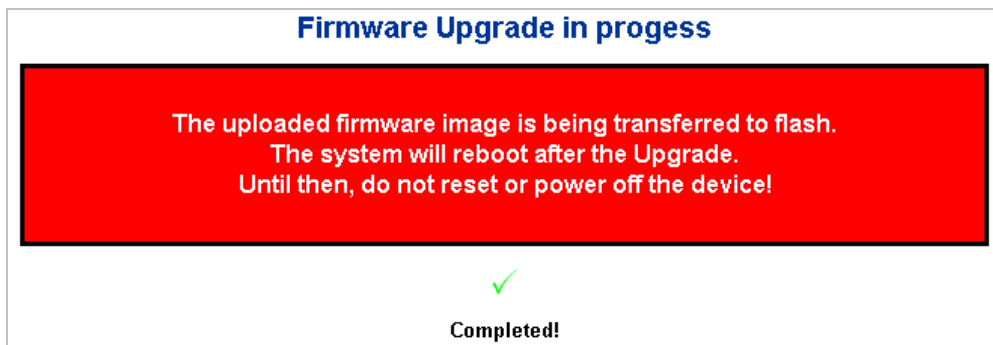 Firmware Upgrade in progess
The uploaded firmware image is being transferred to flash.
The system will reboot after the Upgrade.
Until then, do not reset or power off the device!
Completed!